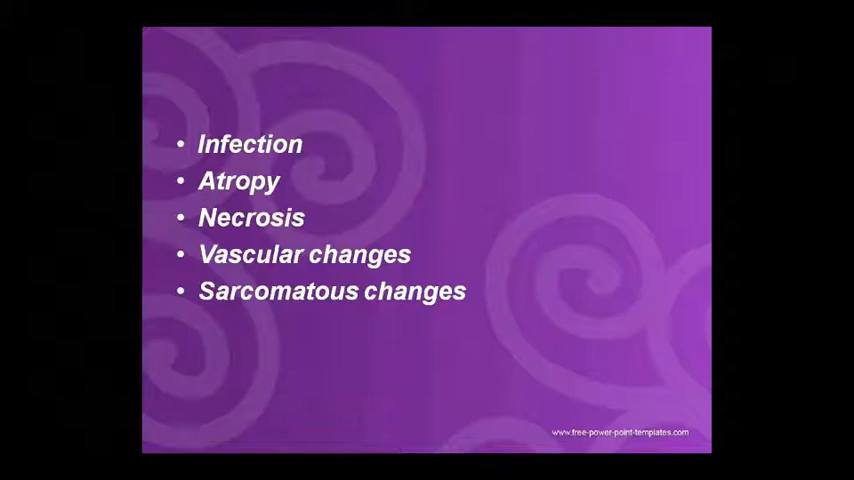 • Infection
• Atropy
• Necrosis
• Vascular changes
• Sarcomatous changes
www.free-power-point-templates.com